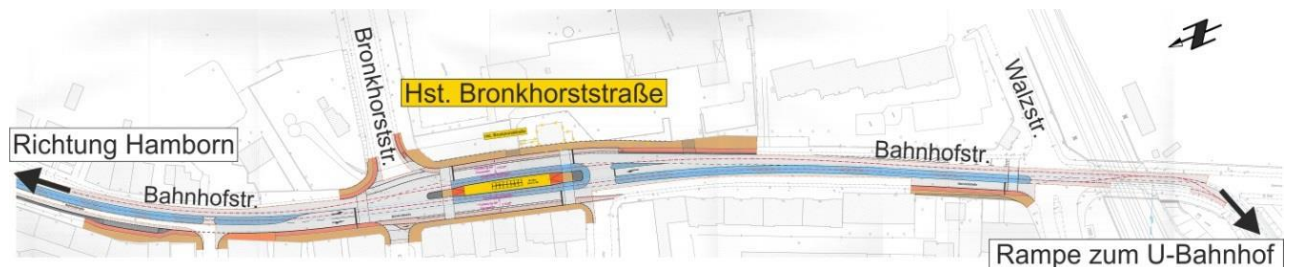 Bronkhorststr.
Hst. Bronkhorststraße
Walzstr.
Richtung Hamborn
Bahnhofstr.
Bahnhofstr.
Rampe zum U-Bahnhof